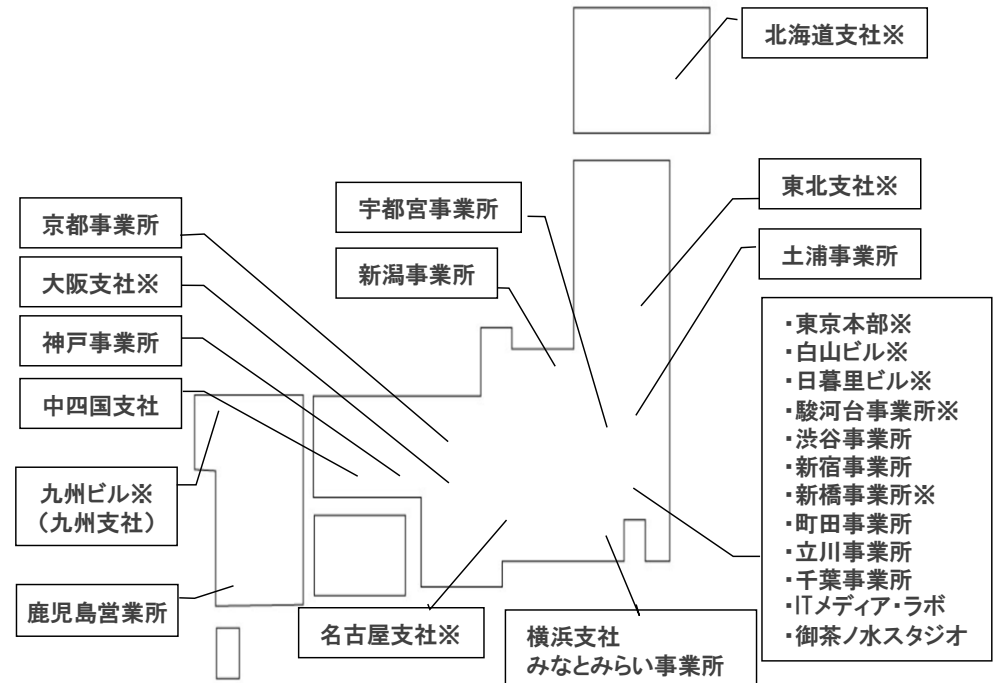 北海道支社※
東北支社※
宇都宮事業所
京都事業所
新潟事業所
土浦事業所
大阪支社※
神戸事業所
中四国支社
・東京本部※
・白山ビル※
・日暮里ビル※
・駿河台事業所※
・渋谷事業所
・新宿事業所
・新橋事業所※
・町田事業所
・立川事業所
・千葉事業所
・ITメディア・ラボ
・御茶ノ水スタジオ
九州ビル※
（九州支社）
鹿児島営業所
名古屋支社※
横浜支社
みなとみらい事業所